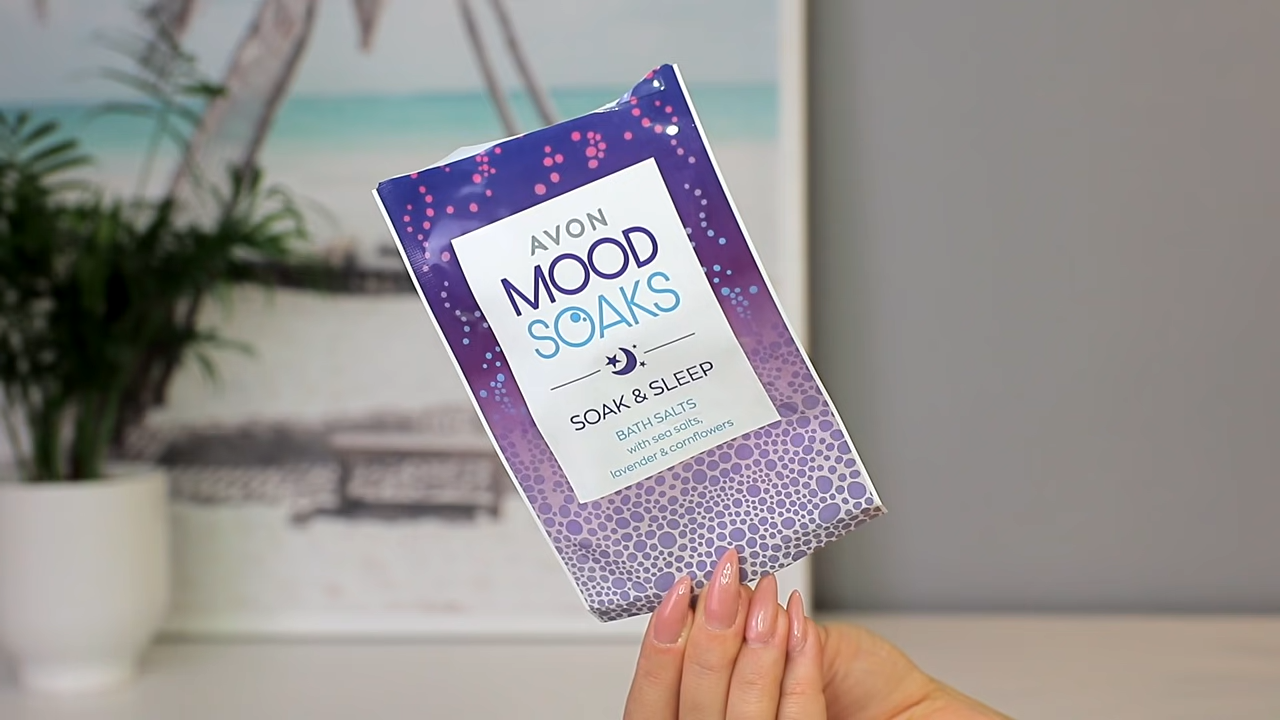 AVON
MOOD
SOAKS
SOAK & SLEEP
BATH SALTS
with sea salts,
lavender & cornflowers